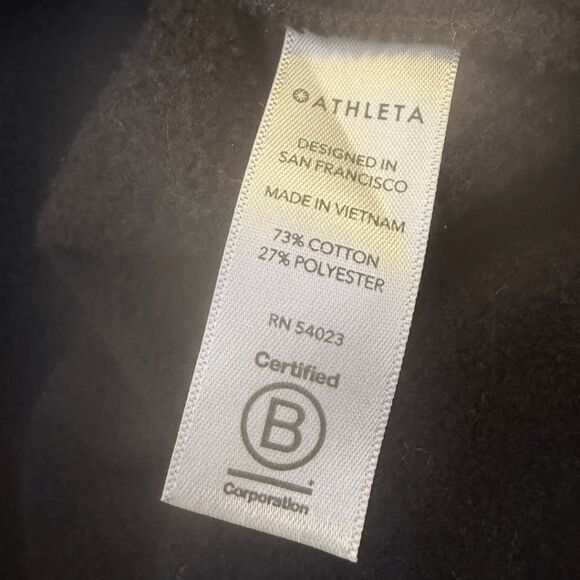 ATHLETA
DESIGNED IN
SAN FRANCISCO
MADE IN VIETNAM
73% COTTON
27% POLYESTER
RN 54023
Certified
B
Corporation